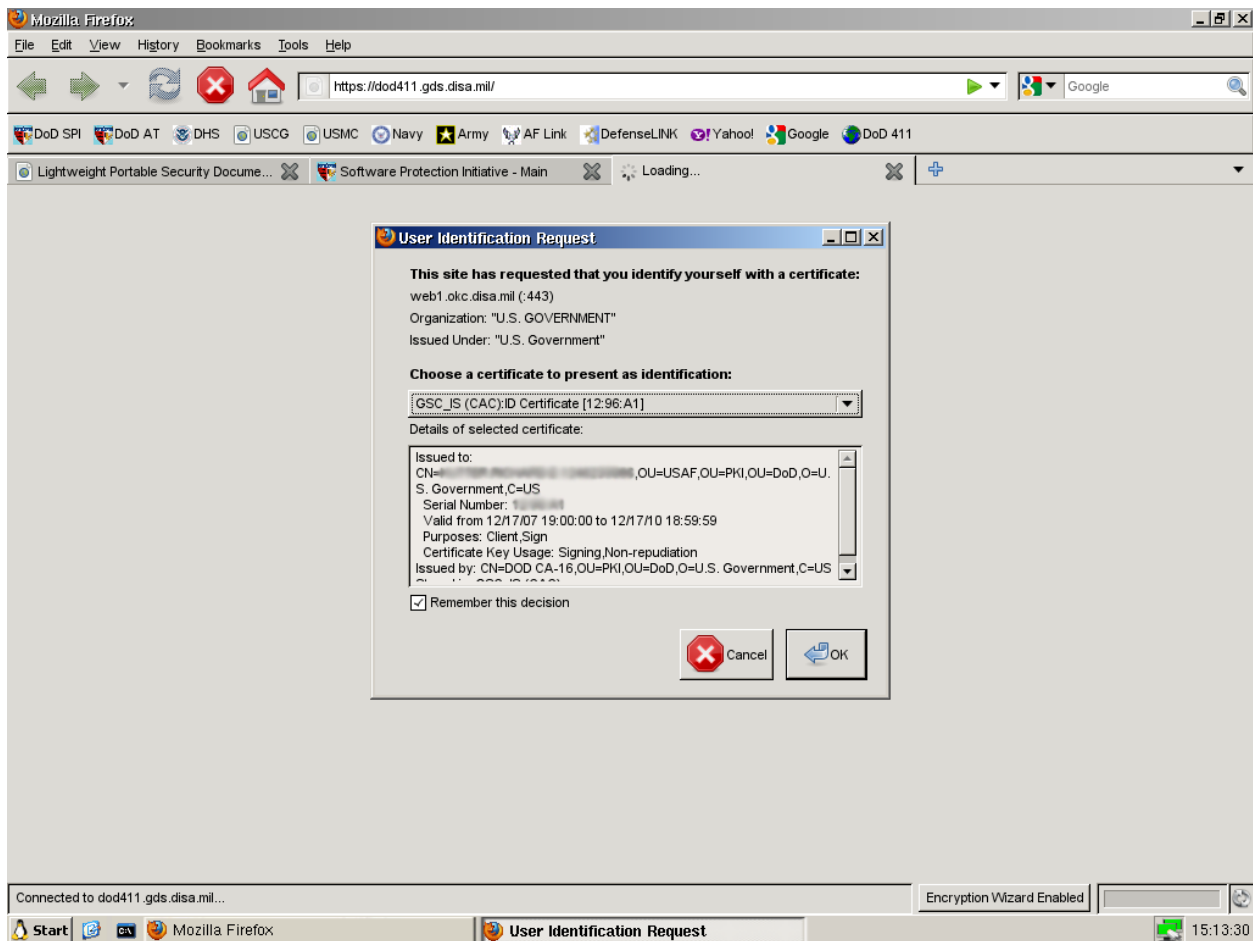 Mozilla Firefox
File Edit View History Bookmarks Tools Help
https://dod411.gds.disa.mil/ Google
DoD SPI DoD AT DHS USCG USMC Navy Army AF Link DefenseLINK Yahoo! Google DoD 411
Lightweight Portable Security Docume... Software Protection Initiative - Main Loading...
User Identification Request
This site has requested that you identify yourself with a certificate:
web1.okc.disa.mil (:443)
Organization: "U.S. GOVERNMENT"
Issued Under: "U.S. Government"
Choose a certificate to present as identification:
GSC_IS (CAC):ID Certificate [12:96:A1]
Details of selected certificate:
Issued to:
CN= ,OU=USAF,OU=PKI,OU=DoD,O=U.
S. Government,C=US
Serial Number:
Valid from 12/17/07 19:00:00 to 12/17/10 18:59:59
Purposes: Client,Sign
Certificate Key Usage: Signing,Non-repudiation
Issued by: CN=DOD CA-16,OU=PKI,OU=DoD,O=U.S. Government,C=US
Remember this decision
Cancel OK
Connected to dod411.gds.disa.mil... Encryption Wizard Enabled
Start Mozilla Firefox User Identification Request 15:13:30